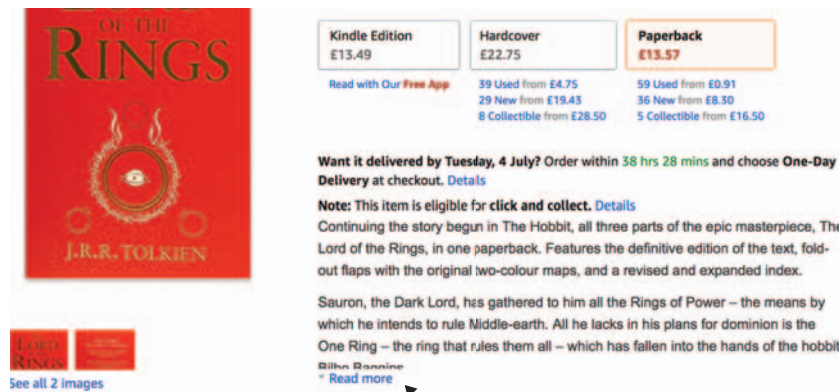 OF THE
RINGS
J.R.R. TOLKIEN
LORD
RINGS
See all 2 images
Kindle Edition
£13.49
Read with Our Free App
Hardcover
£22.75
39 Used from £4.75
29 New from £19.43
8 Collectible from £28.50
Paperback
£13.57
59 Used from £0.91
36 New from £8.30
5 Collectible from £16.50
Want it delivered by Tuesday, 4 July? Order within 38 hrs 28 mins and choose One-Day
Delivery at checkout. Details
Note: This item is eligible for click and collect. Details
Continuing the story begun in The Hobbit, all three parts of the epic masterpiece, The
Lord of the Rings, in one paperback. Features the definitive edition of the text, fold-
out flaps with the original two-colour maps, and a revised and expanded index.
Sauron, the Dark Lord, has gathered to him all the Rings of Power – the means by
which he intends to rule Middle-earth. All he lacks in his plans for dominion is the
One Ring – the ring that rules them all – which has fallen into the hands of the hobbit
Bilbo Baggins
Read more